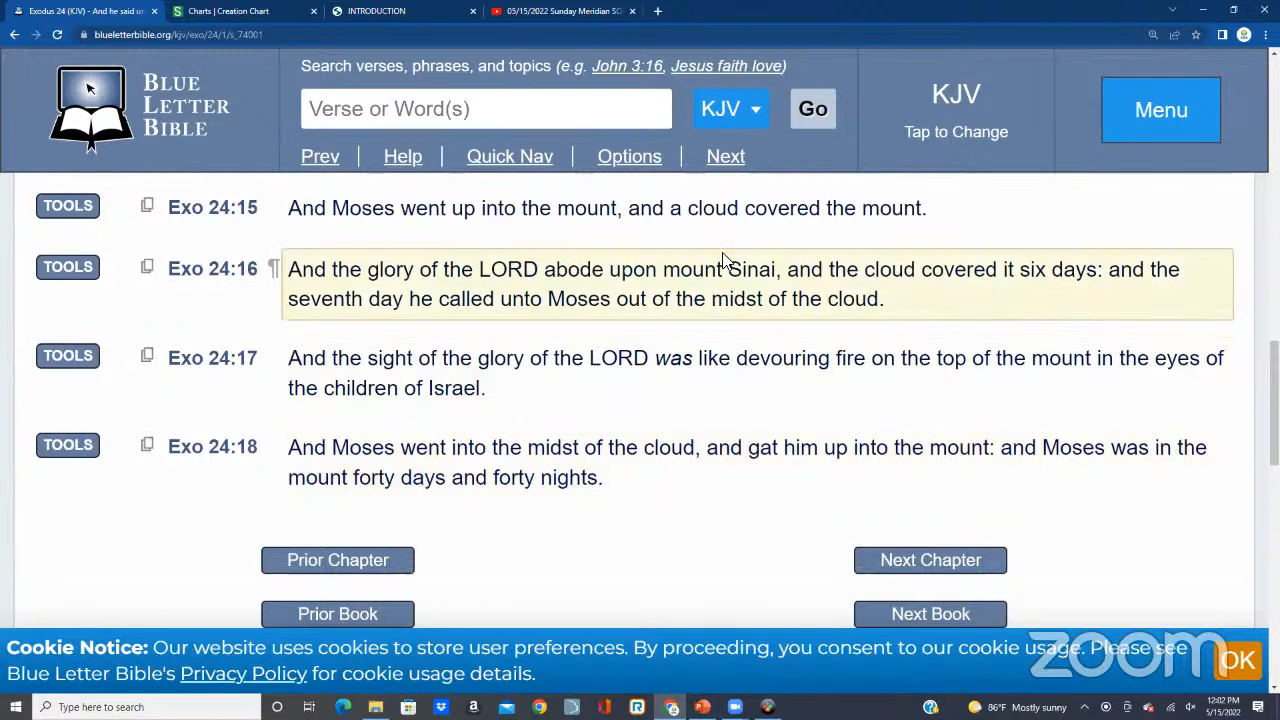 Exodus 24 (KJV) - And he said un
Charts | Creation Chart
INTRODUCTION
05/15/2022 Sunday Meridian SO
blueletterbible.org/kjv/exo/24/1/s_74001
BLUE
LETTER
BIBLE
Search verses, phrases, and topics (e.g. John 3:16, Jesus faith love)
Verse or Word(s)
KJV
Go
Prev | Help | Quick Nav | Options | Next
KJV
Tap to Change
Menu
TOOLS Exo 24:15 And Moses went up into the mount, and a cloud covered the mount.
TOOLS Exo 24:16 ¶ And the glory of the LORD abode upon mount Sinai, and the cloud covered it six days: and the
seventh day he called unto Moses out of the midst of the cloud.
TOOLS Exo 24:17 And the sight of the glory of the LORD was like devouring fire on the top of the mount in the eyes of
the children of Israel.
TOOLS Exo 24:18 And Moses went into the midst of the cloud, and gat him up into the mount: and Moses was in the
mount forty days and forty nights.
Prior Chapter
Next Chapter
Prior Book
Next Book
Cookie Notice: Our website uses cookies to store user preferences. By proceeding, you consent to our cookie usage. Please see
Blue Letter Bible's Privacy Policy for cookie usage details.
OK
zoom
Type here to search
86°F Mostly sunny
12:02 PM
5/15/2022